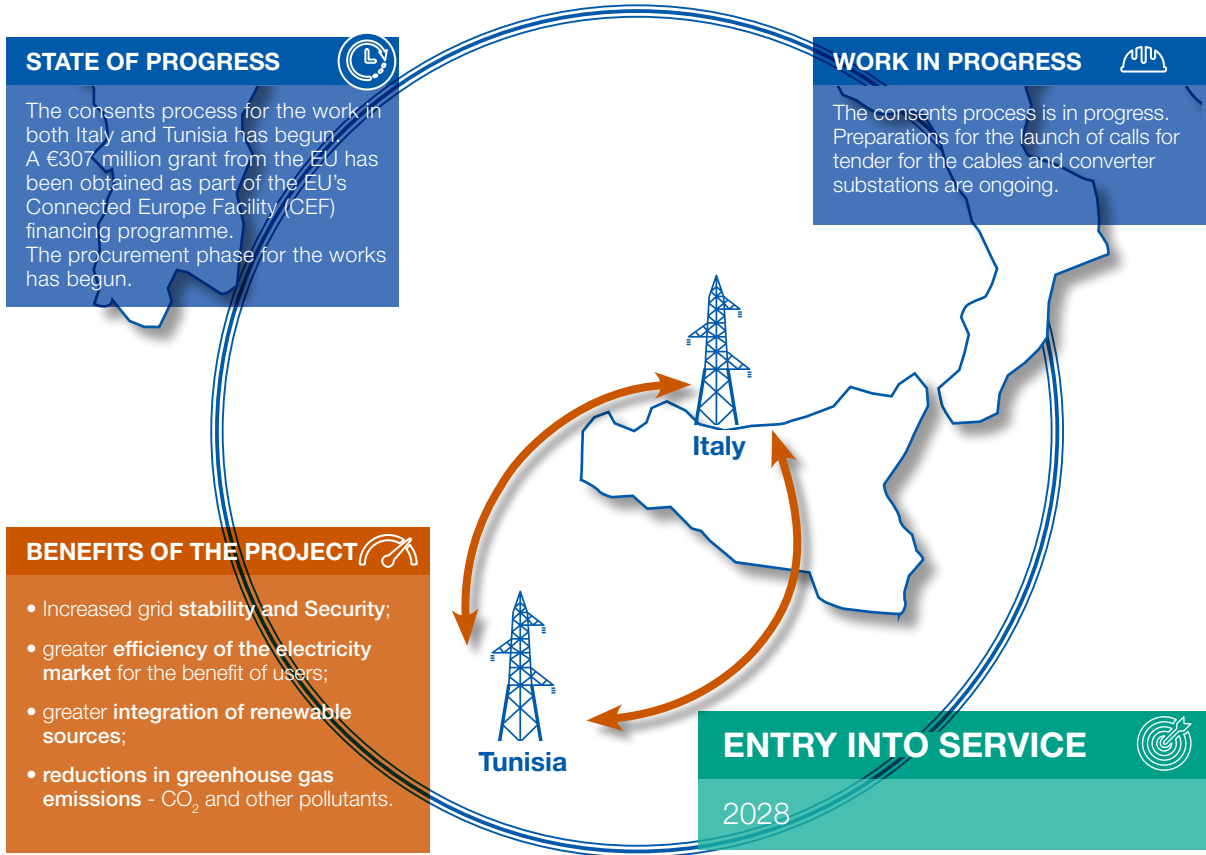 STATE OF PROGRESS
The consents process for the work in
both Italy and Tunisia has begun.
A €307 million grant from the EU has
been obtained as part of the EU's
Connected Europe Facility (CEF)
financing programme.
The procurement phase for the works
has begun.
WORK IN PROGRESS
The consents process is in progress.
Preparations for the launch of calls for
tender for the cables and converter
substations are ongoing.
Italy
BENEFITS OF THE PROJECT
• Increased grid stability and Security;
• greater efficiency of the electricity
market for the benefit of users;
• greater integration of renewable
sources;
• reductions in greenhouse gas
emissions - CO₂ and other pollutants.
Tunisia
ENTRY INTO SERVICE
2028